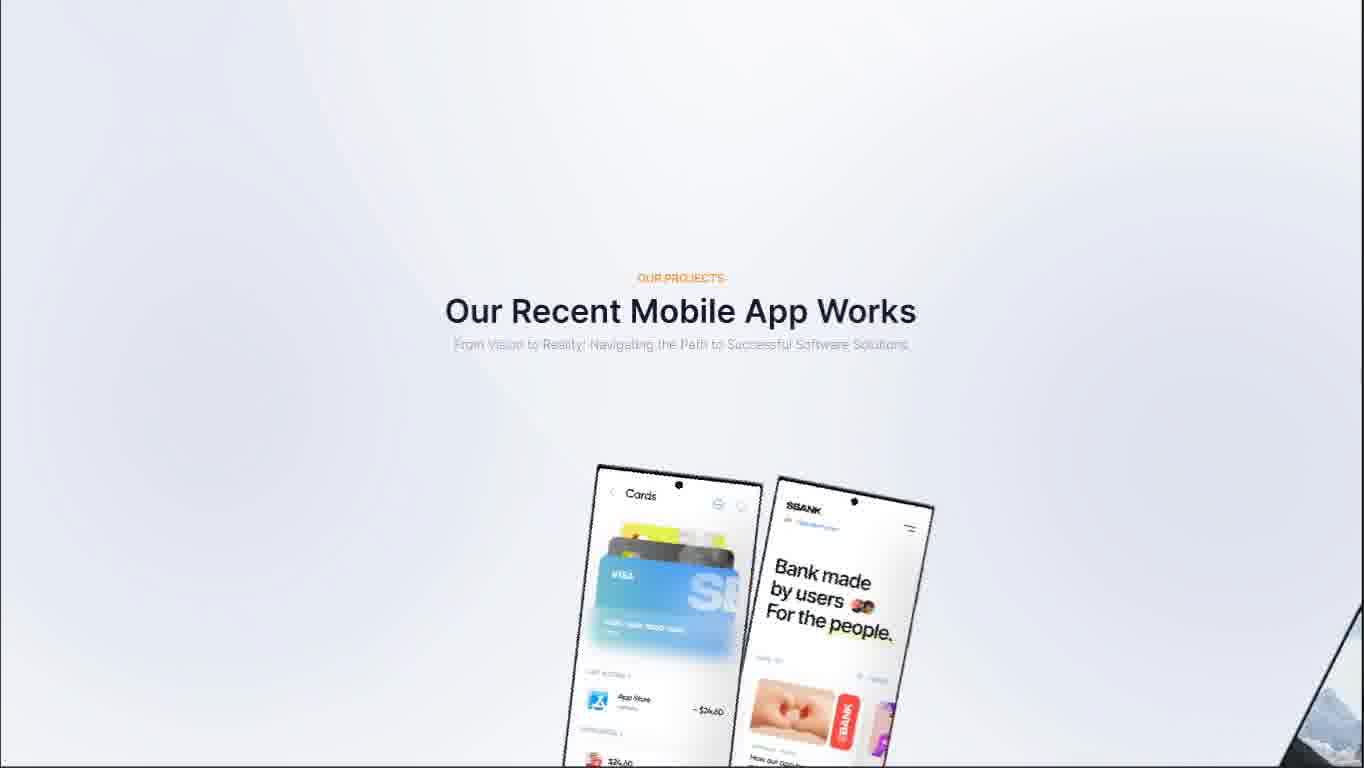 OUR PROJECTS
Our Recent Mobile App Works
From Vision to Reality: Navigating the Path to Successful Software Solutions
Cards
VISA
App Store
- $24.60
$24.60
SBANK
Bank made
by users
For the people.
SBANK